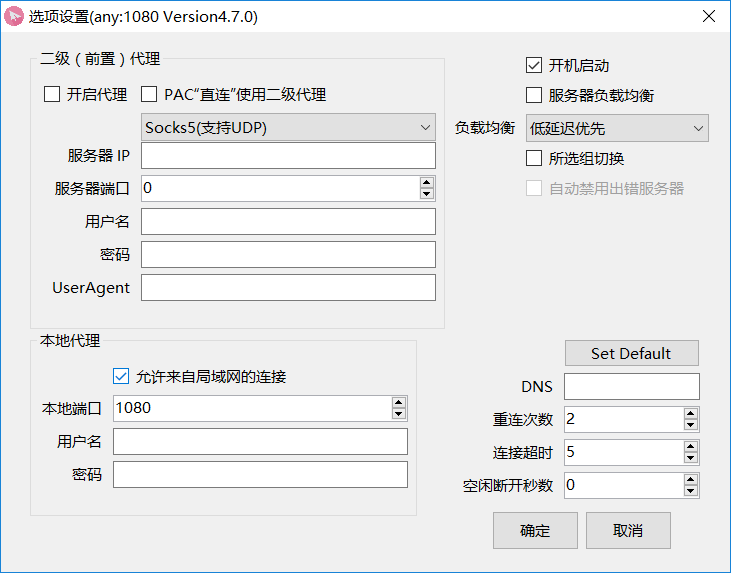 选项设置(any:1080 Version4.7.0)
二级（前置）代理
开启代理
PAC“直连”使用二级代理
Socks5(支持UDP)
服务器 IP
服务器端口 0
用户名
密码
UserAgent
开机启动
服务器负载均衡
负载均衡 低延迟优先
所选组切换
自动禁用出错服务器
本地代理
允许来自局域网的连接
本地端口 1080
用户名
密码
Set Default
DNS
重连次数 2
连接超时 5
空闲断开秒数 0
确定
取消